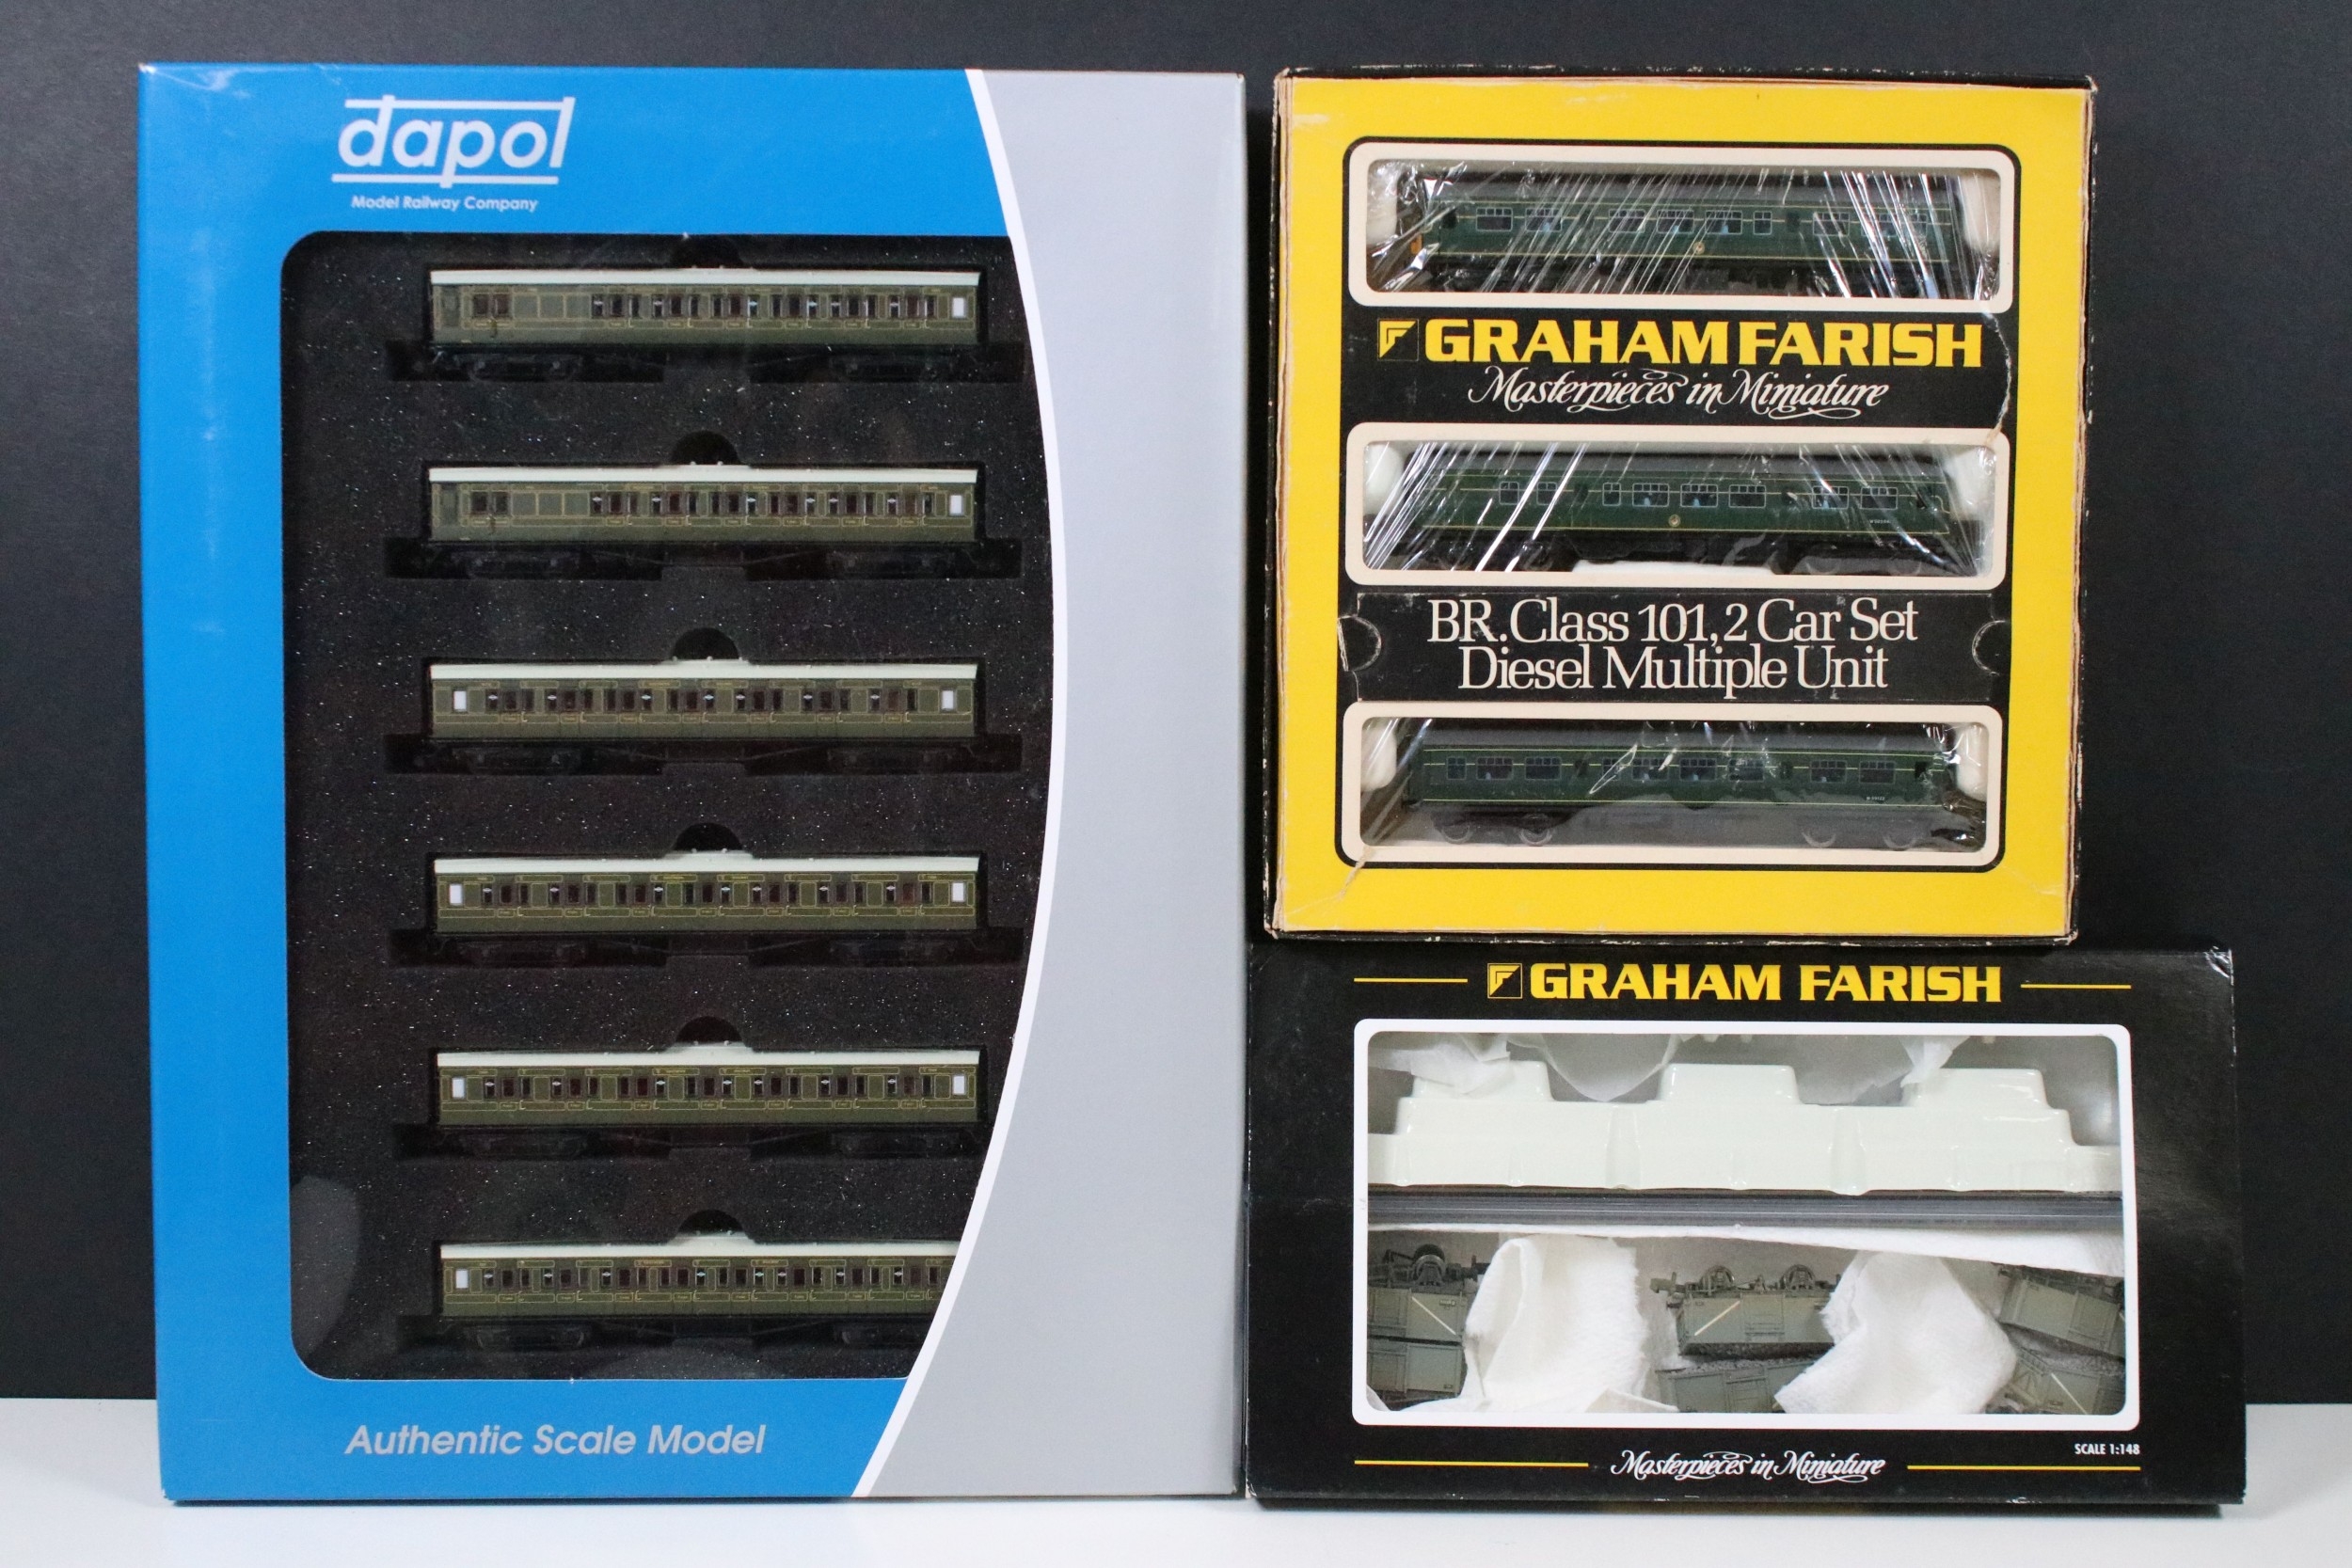 dapol
Model Railway Company
Authentic Scale Model
GRAHAM FARISH
Masterpieces in Miniature
BR. Class 101, 2 Car Set
Diesel Multiple Unit
GRAHAM FARISH
SCALE 1:148
Masterpieces in Miniature